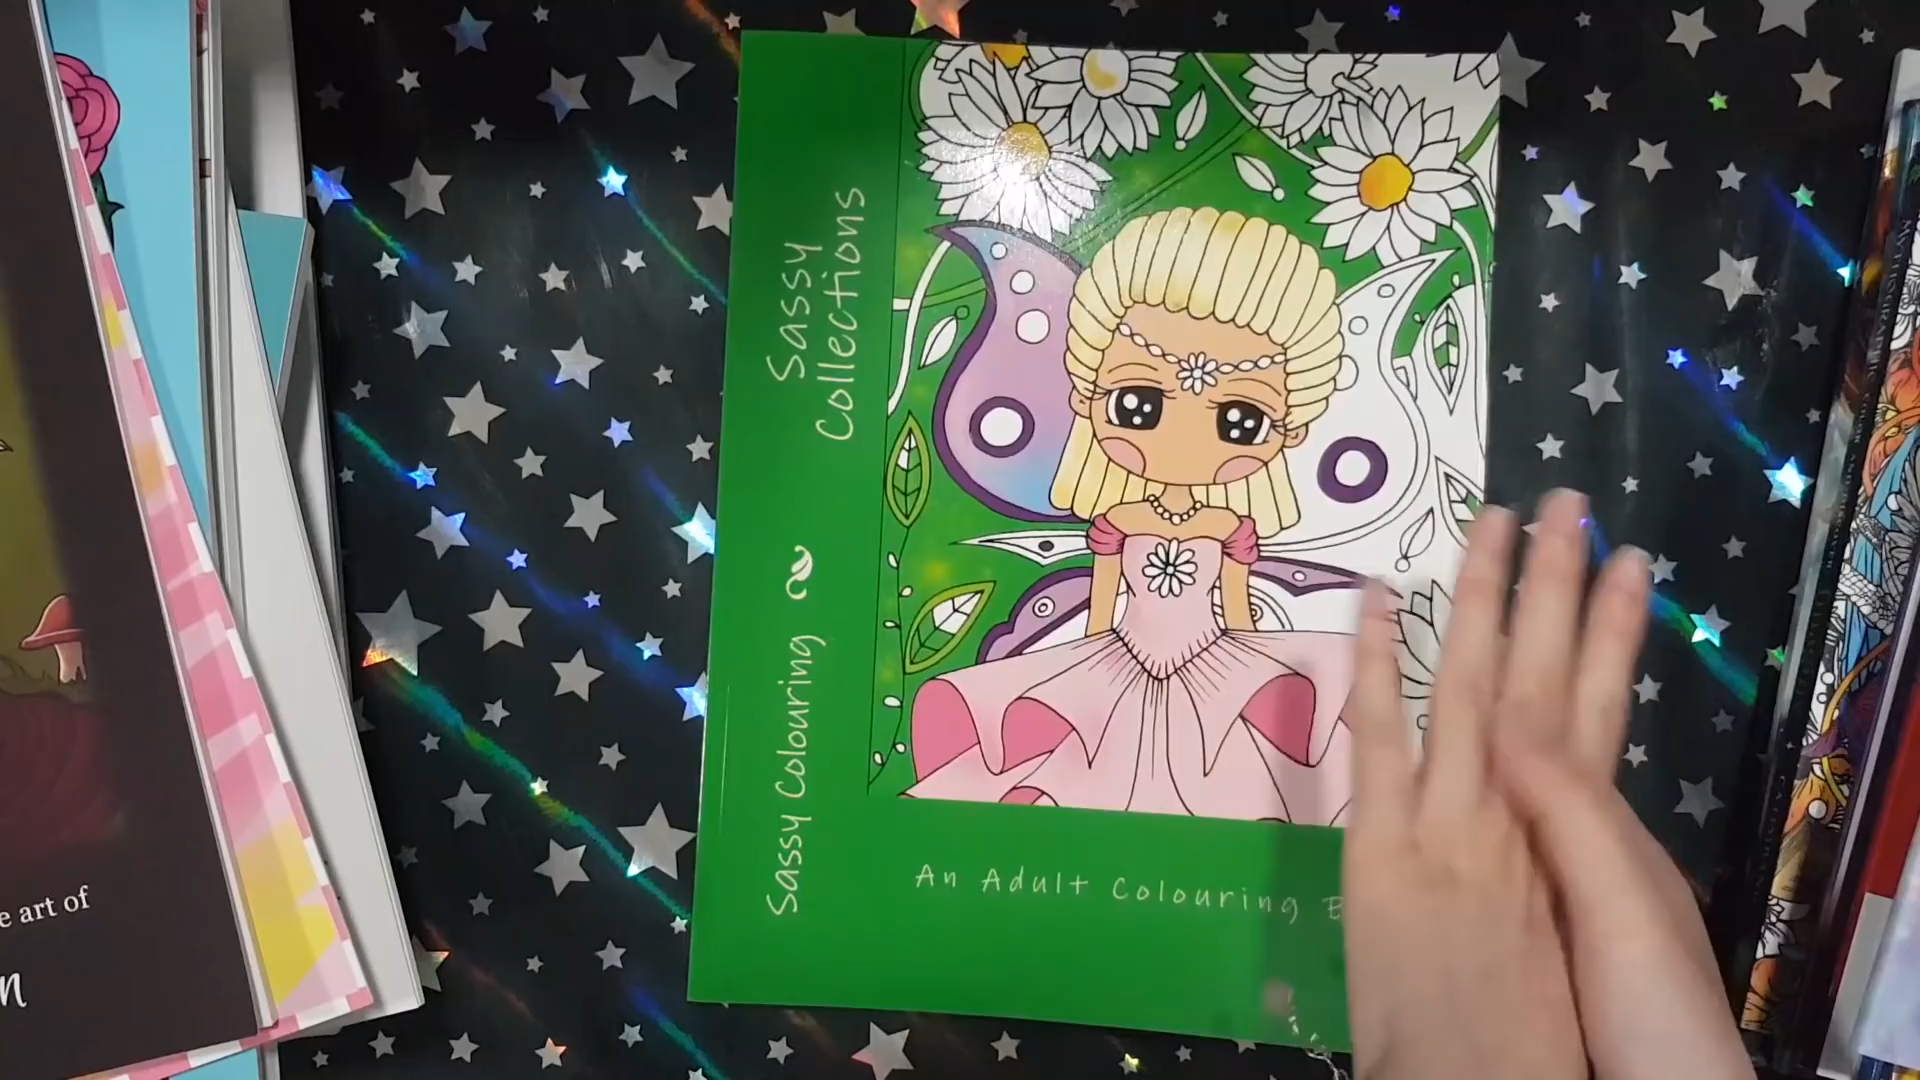 Sassy
Collections
Sassy Colouring
An Adult Colouring
e art of
n